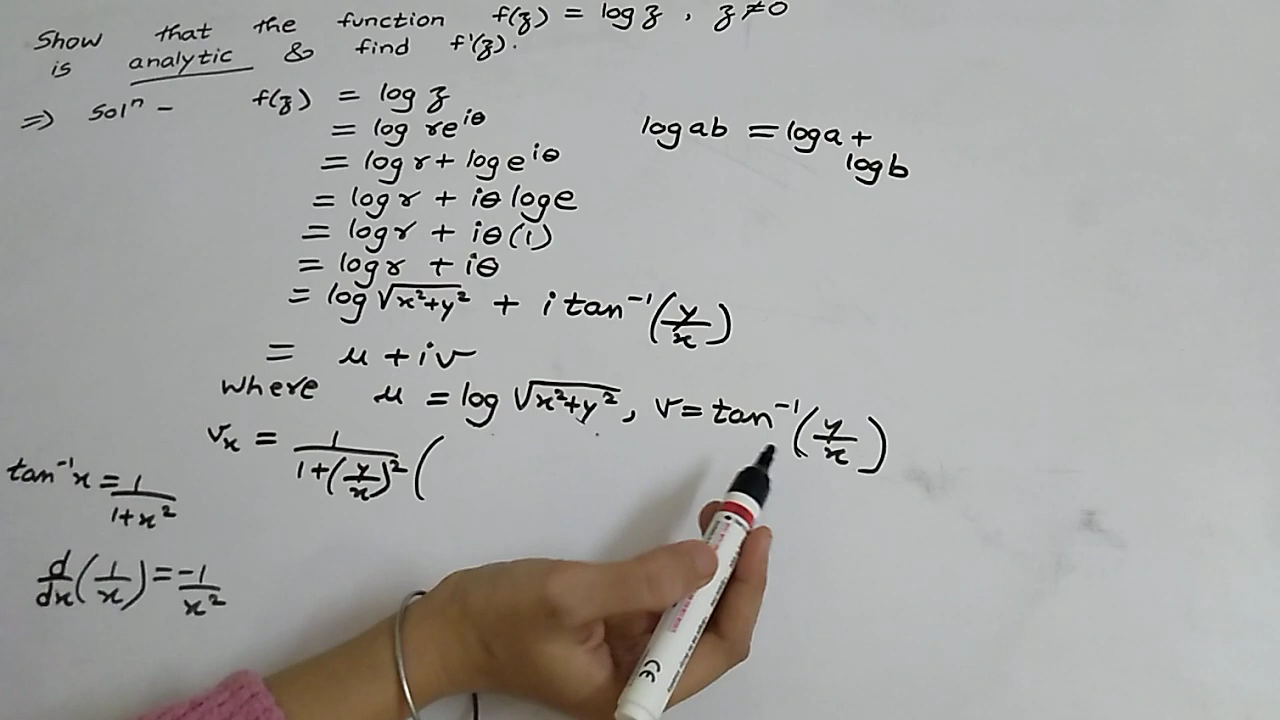 Show that the function f(z) = log z , z ≠ 0
is analytic & find f'(z).
⇒ Solⁿ - f(z) = log z
= log re^{iθ}
log ab = log a +
log b
= log r + log e^{iθ}
= log r + iθ log e
= log r + iθ (1)
= log r + iθ
= log √(x²+y²) + i tan⁻¹(y/x)
= u + iv
where u = log √(x²+y²), v = tan⁻¹(y/x)
vₓ = 1/(1+(y/x)²) (
tan⁻¹x = 1/(1+x²)
d/dx (1/x) = -1/x²
CE